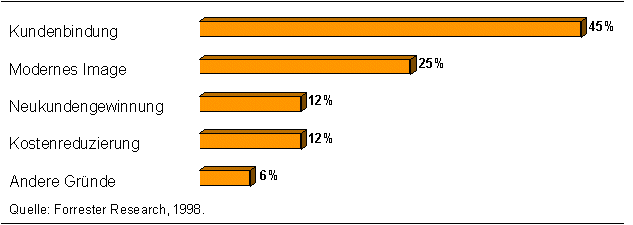 Kundenbindung 45%
Modernes Image 25%
Neukundengewinnung 12%
Kostenreduzierung 12%
Andere Gründe 6%
Quelle: Forrester Research, 1998.